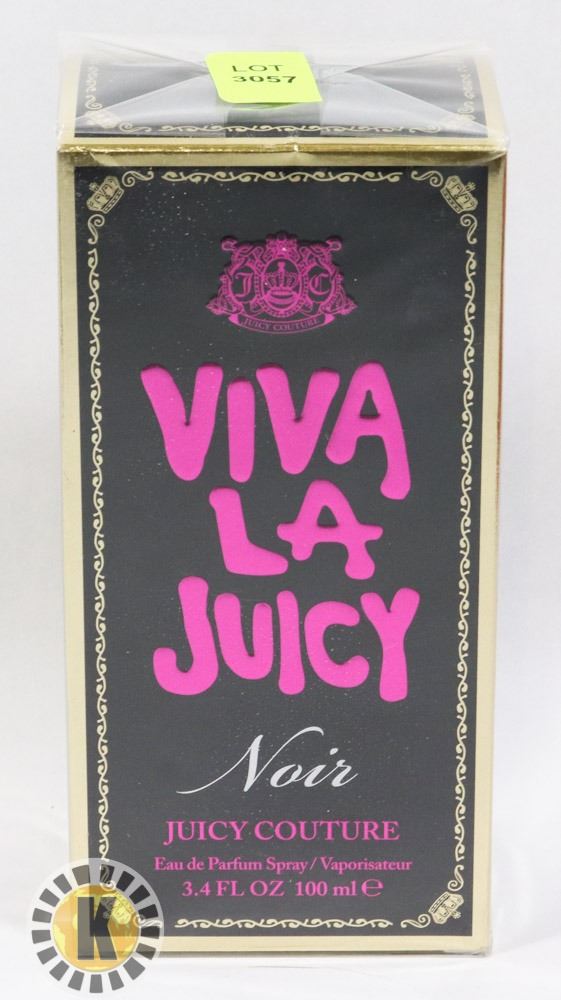 LOT
3057
J C
JUICY COUTURE
VIVA
LA
JUICY
Noir
JUICY COUTURE
Eau de Parfum Spray/Vaporisateur
3.4 FL OZ 100 ml e
K